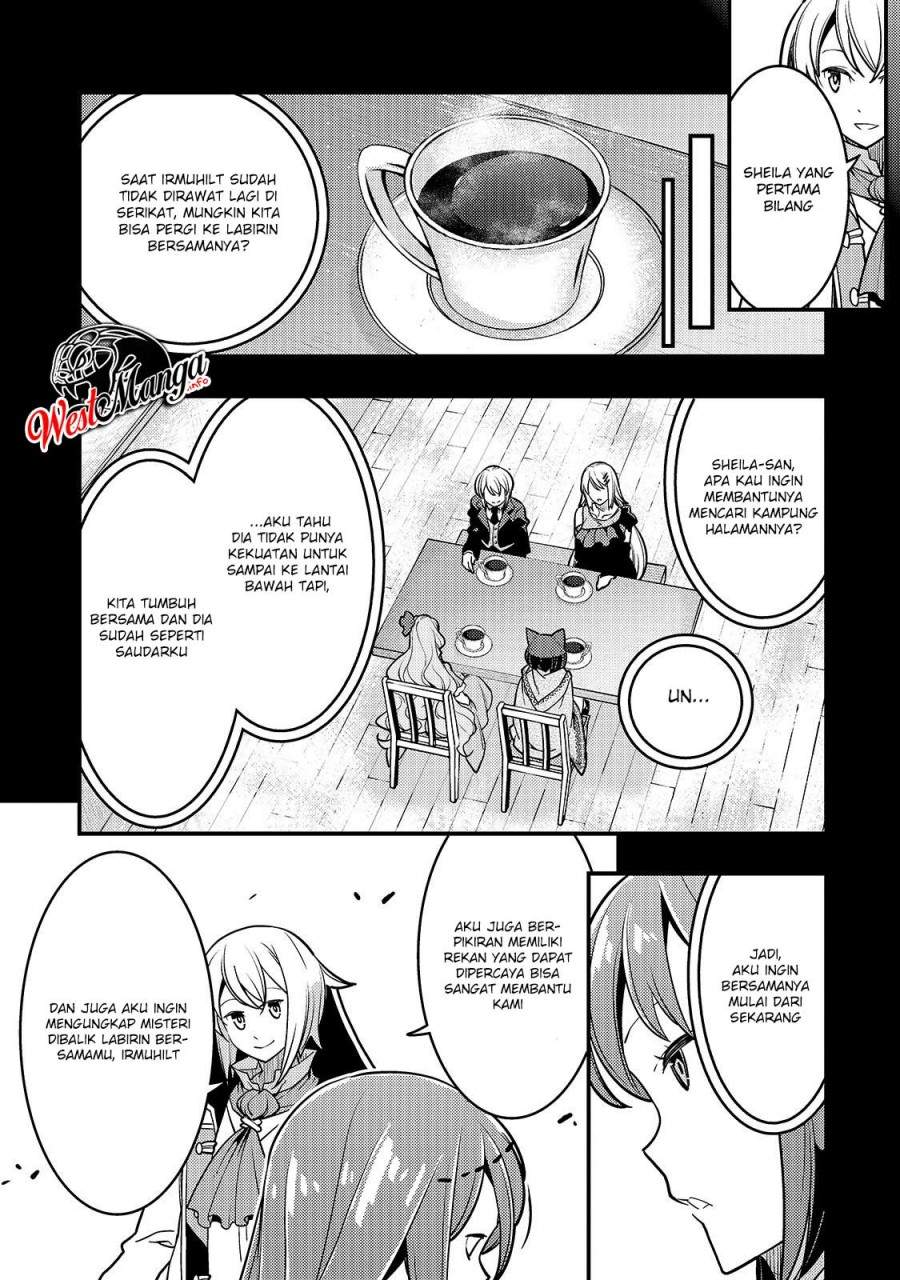 SHEILA YANG
PERTAMA
BILANG
SAAT IRMUHILT SUDAH
TIDAK DIRAWAT LAGI DI
SERIKAT, MUNGKIN KITA
BISA PERGI KE LABIRIN
BERSAMANYA?
WestManga
.info
SHEILA-SAN,
APA KAU INGIN
MEMBANTUNYA
MENCARI KAMPUNG
HALAMANNYA?
UN...
...AKU TAHU
DIA TIDAK PUNYA
KEKUATAN UNTUK
SAMPAI KE LANTAI
BAWAH TAPI,
KITA TUMBUH
BERSAMA DAN DIA
SUDAH SEPERTI
SAUDARKU
JADI,
AKU INGIN
BERSAMANYA
MULAI DARI
SEKARANG
AKU JUGA BER-
PIKIRAN MEMILIKI
REKAN YANG DAPAT
DIPERCAYA BISA
SANGAT MEMBANTU
KAMI
DAN JUGA AKU INGIN
MENGUNGKAP MISTERI
DIBALIK LABIRIN BER-
SAMAMU, IRMUHILT